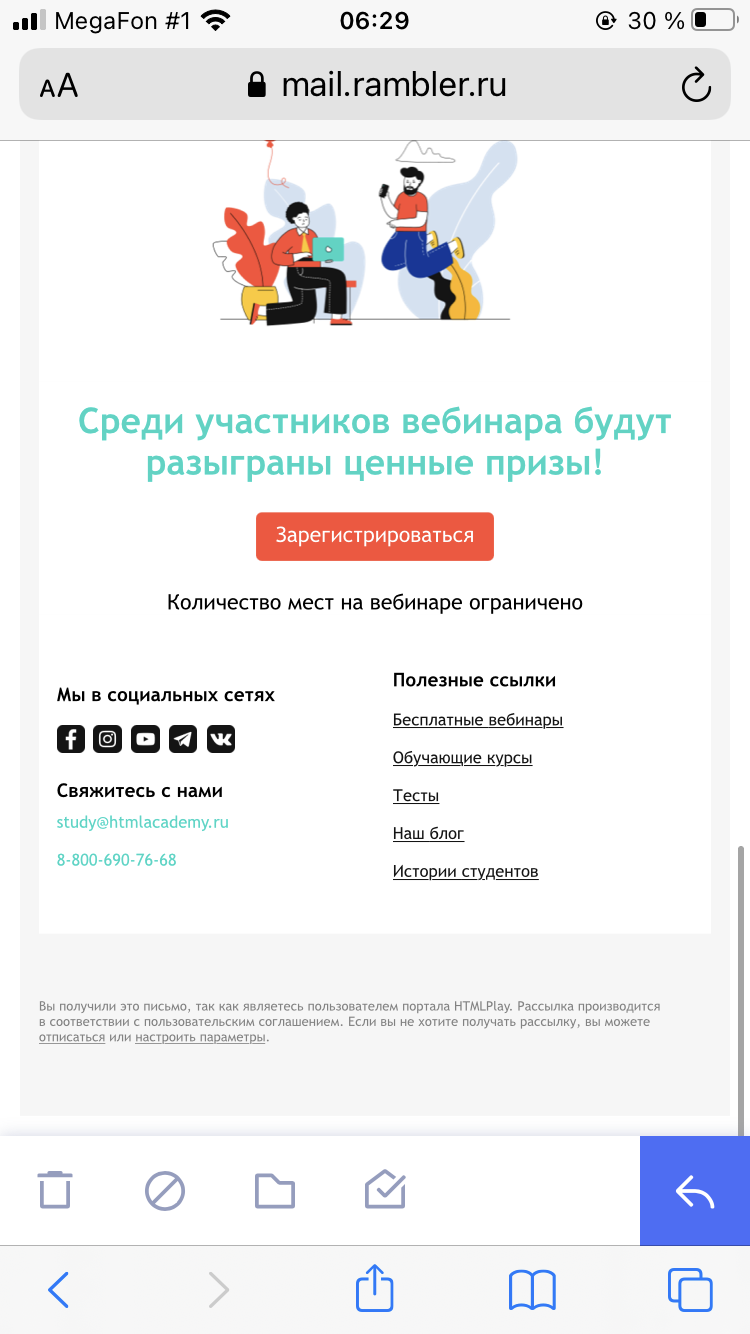 MegaFon #1 06:29 30 %
AA mail.rambler.ru
Среди участников вебинара будут
разыграны ценные призы!
Зарегистрироваться
Количество мест на вебинаре ограничено
Мы в социальных сетях
Свяжитесь с нами
study@htmlacademy.ru
8-800-690-76-68
Полезные ссылки
Бесплатные вебинары
Обучающие курсы
Тесты
Наш блог
Истории студентов
Вы получили это письмо, так как являетесь пользователем портала HTMLPlay. Рассылка производится
в соответствии с пользовательским соглашением. Если вы не хотите получать рассылку, вы можете
отписаться или настроить параметры.